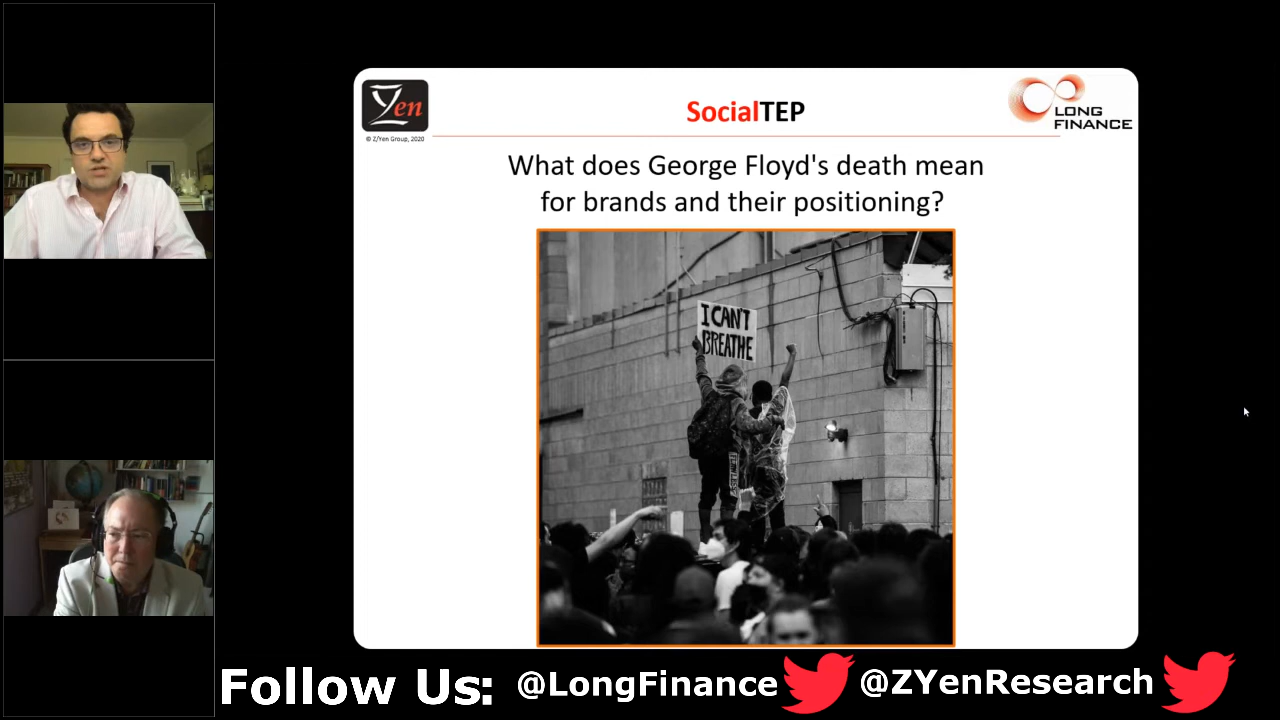 Yen
© Z/Yen Group, 2020
SocialTEP
LONG
FINANCE
What does George Floyd's death mean
for brands and their positioning?
I CAN'T
BREATHE
Follow Us: @LongFinance @ZYenResearch